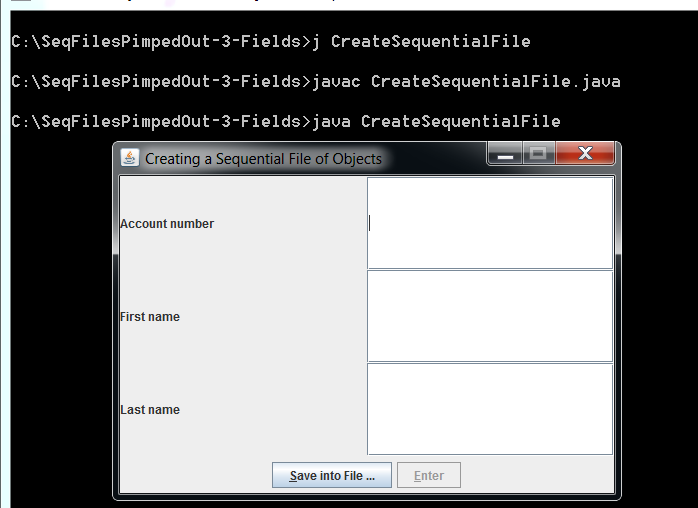 C:\SeqFilesPimpedOut-3-Fields>j CreateSequentialFile
C:\SeqFilesPimpedOut-3-Fields>javac CreateSequentialFile.java
C:\SeqFilesPimpedOut-3-Fields>java CreateSequentialFile
Creating a Sequential File of Objects
Account number
First name
Last name
Save into File ... Enter